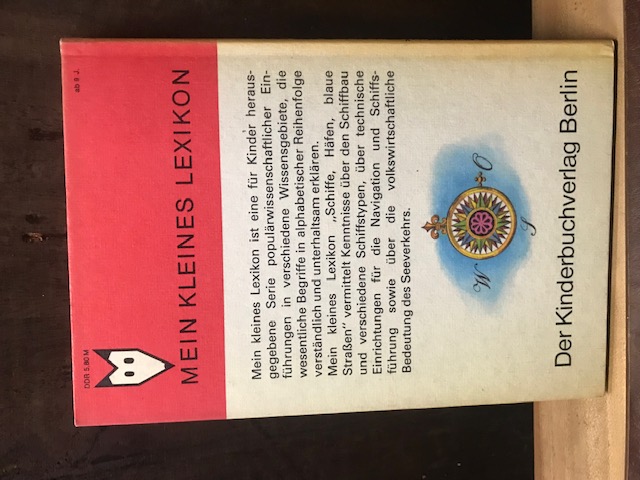 DDR 5,80 M
ab 9 J.
MEIN KLEINES LEXIKON
Mein kleines Lexikon ist eine für Kinder heraus-
gegebene Serie populärwissenschaftlicher Ein-
führungen in verschiedene Wissensgebiete, die
wesentliche Begriffe in alphabetischer Reihenfolge
verständlich und unterhaltsam erklären.
Mein kleines Lexikon „Schiffe, Häfen, blaue
Straßen“ vermittelt Kenntnisse über den Schiffbau
und verschiedene Schiffstypen, über technische
Einrichtungen für die Navigation und Schiffs-
führung sowie über die volkswirtschaftliche
Bedeutung des Seeverkehrs.
W
O
S
Der Kinderbuchverlag Berlin